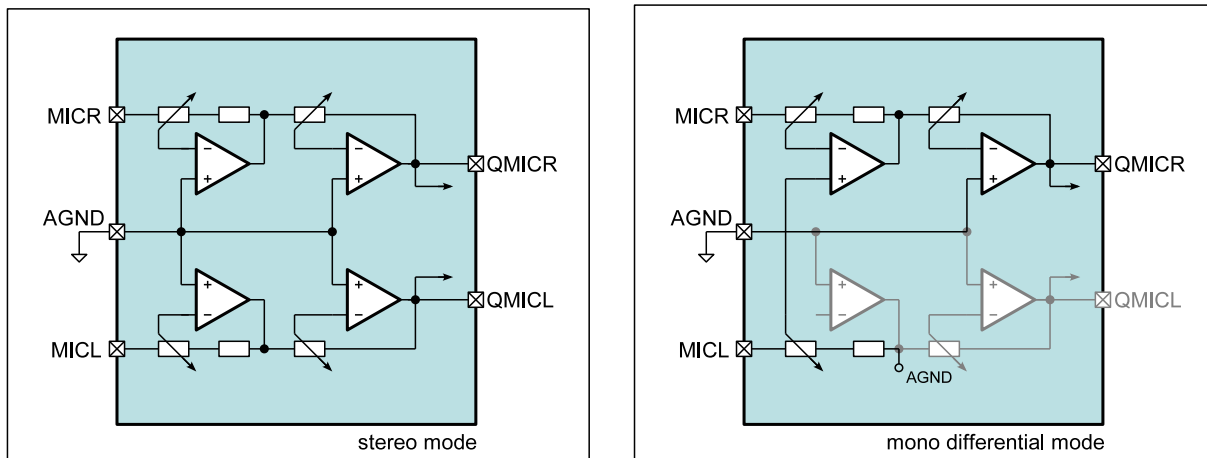 MICR
QMICR
AGND
QMICL
MICL
stereo mode
MICR
QMICR
AGND
QMICL
MICL
AGND
mono differential mode